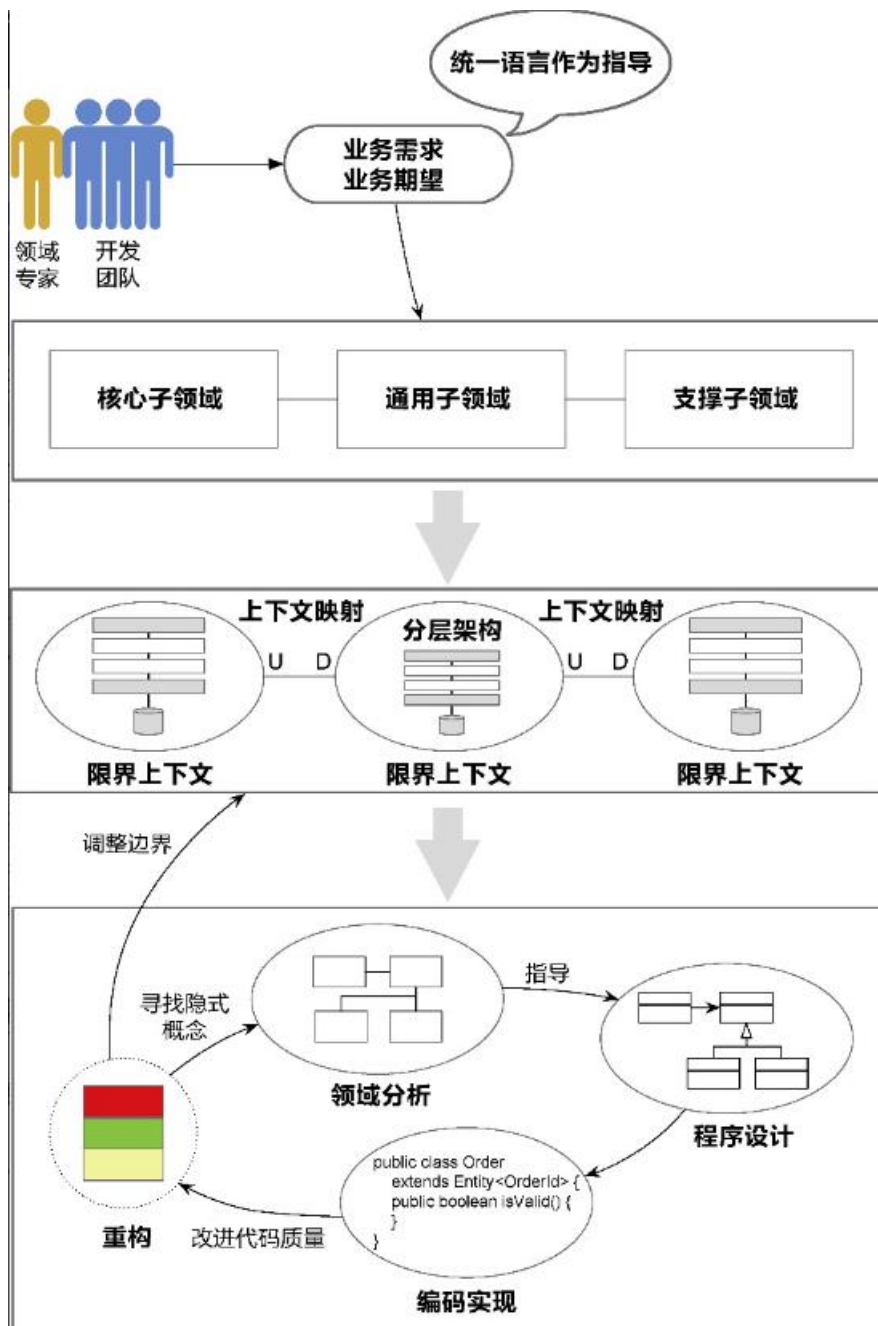 统一语言作为指导
业务需求
业务期望
领域
专家
开发
团队
核心子领域
通用子领域
支撑子领域
上下文映射
上下文映射
分层架构
U D
U D
限界上下文
限界上下文
限界上下文
调整边界
寻找隐式
概念
指导
领域分析
程序设计
public class Order
extends Entity<OrderId> {
public boolean isValid() {
}
}
重构
改进代码质量
编码实现